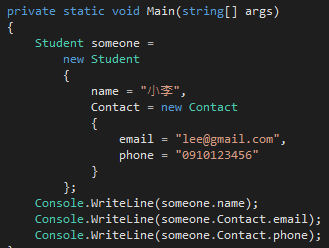 private static void Main(string[] args)
{
    Student someone =
        new Student
        {
            name = "小李",
            Contact = new Contact
            {
                email = "lee@gmail.com",
                phone = "0910123456"
            }
        };
    Console.WriteLine(someone.name);
    Console.WriteLine(someone.Contact.email);
    Console.WriteLine(someone.Contact.phone);